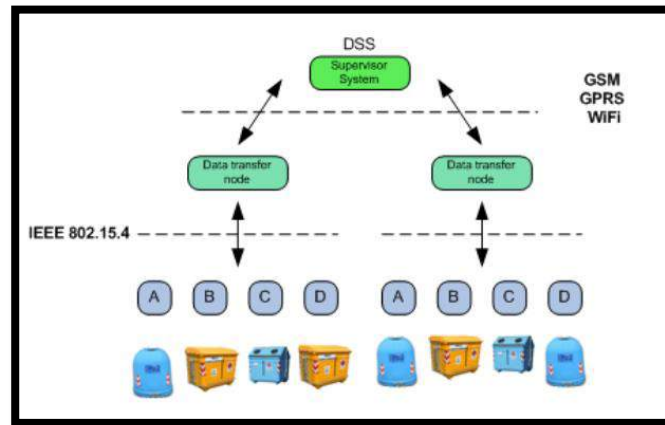 DSS
Supervisor
System
GSM
GPRS
WiFi
Data transfer
node
Data transfer
node
IEEE 802.15.4
A B C D A B C D